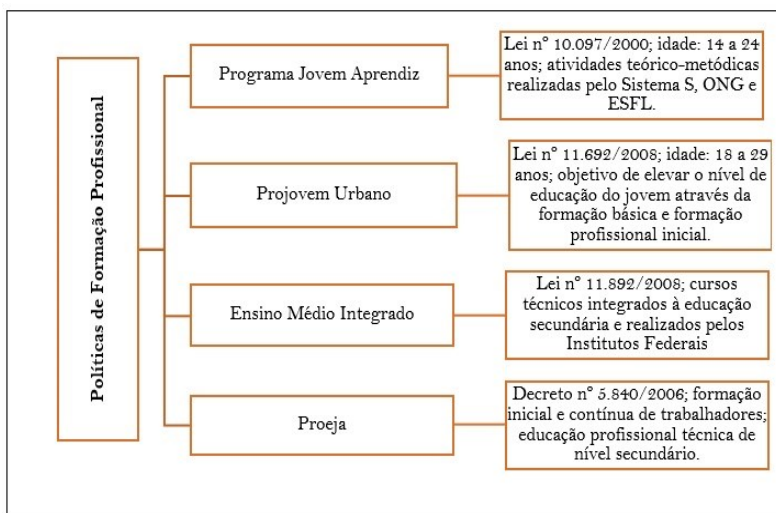 Políticas de Formação Profissional
Programa Jovem Aprendiz
Lei nº 10.097/2000; idade: 14 a 24
anos; atividades teórico-metódicas
realizadas pelo Sistema S, ONG e
ESFL.
Projovem Urbano
Lei nº 11.692/2008; idade: 18 a 29
anos; objetivo de elevar o nível de
educação do jovem através da
formação básica e formação
profissional inicial.
Ensino Médio Integrado
Lei nº 11.892/2008; cursos
técnicos integrados à educação
secundária e realizados pelos
Institutos Federais
Proeja
Decreto nº 5.840/2006; formação
inicial e contínua de trabalhadores;
educação profissional técnica de
nível secundário.